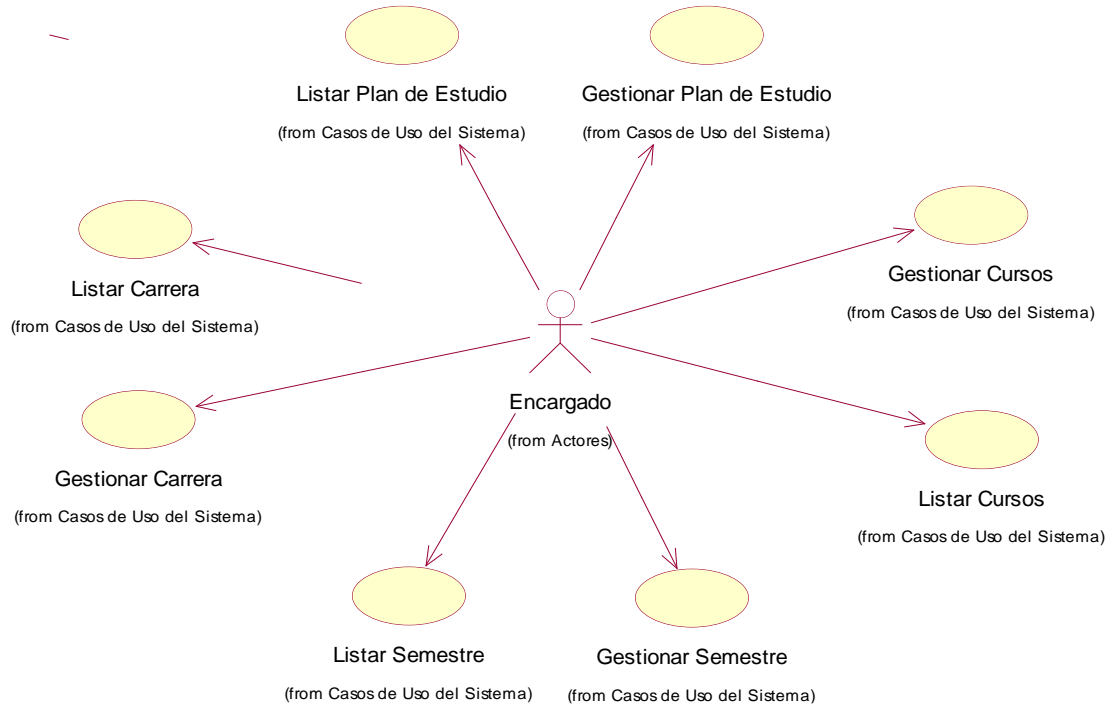 Listar Plan de Estudio
(from Casos de Uso del Sistema)
Gestionar Plan de Estudio
(from Casos de Uso del Sistema)
Listar Carrera
(from Casos de Uso del Sistema)
Gestionar Cursos
(from Casos de Uso del Sistema)
Encargado
(from Actores)
Gestionar Carrera
(from Casos de Uso del Sistema)
Listar Cursos
(from Casos de Uso del Sistema)
Listar Semestre
(from Casos de Uso del Sistema)
Gestionar Semestre
(from Casos de Uso del Sistema)